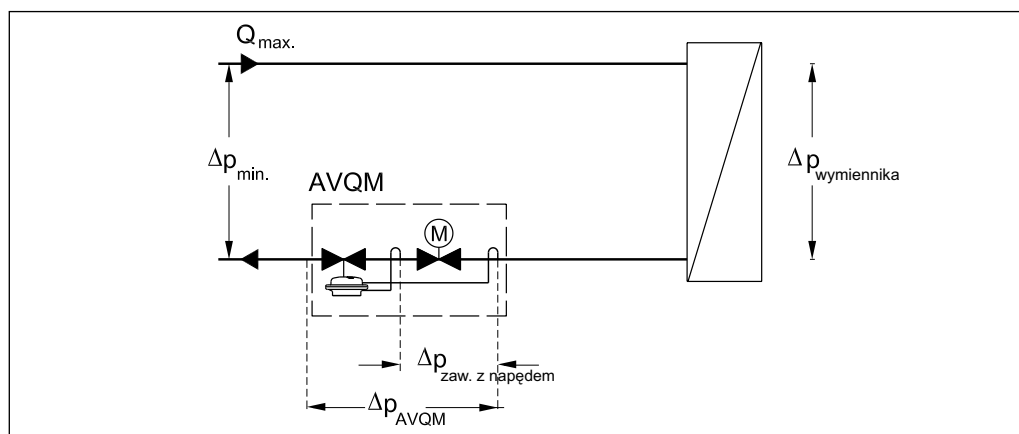 Qmax.
Δpmin.
Δpwymiennika
AVQM
M
Δpzaw. z napędem
ΔpAVQM